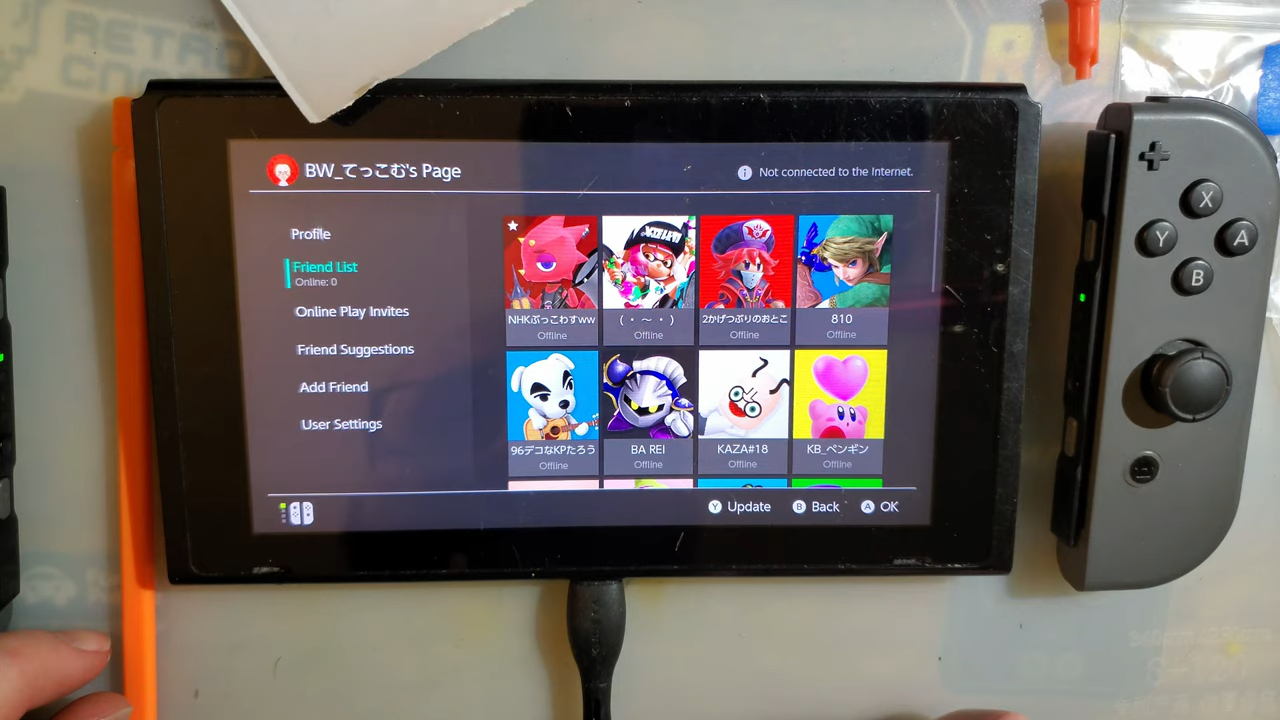 RETRO
BW_てっこむ's Page
Not connected to the Internet.
Profile
Friend List
Online: 0
Online Play Invites
Friend Suggestions
Add Friend
User Settings
NHKぶっこわすww
Offline
(・~・)
Offline
2かげつぶりのおとこ
Offline
810
Offline
96デコなKPたろう
Offline
BA REI
Offline
KAZA#18
Offline
KB_ペンギン
Offline
Y Update
B Back
A OK
X
Y
A
B